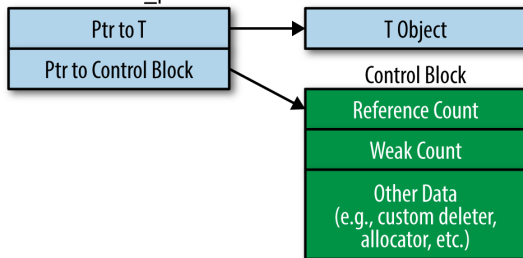 Ptr to T
T Object
Ptr to Control Block
Control Block
Reference Count
Weak Count
Other Data
(e.g., custom deleter,
allocator, etc.)